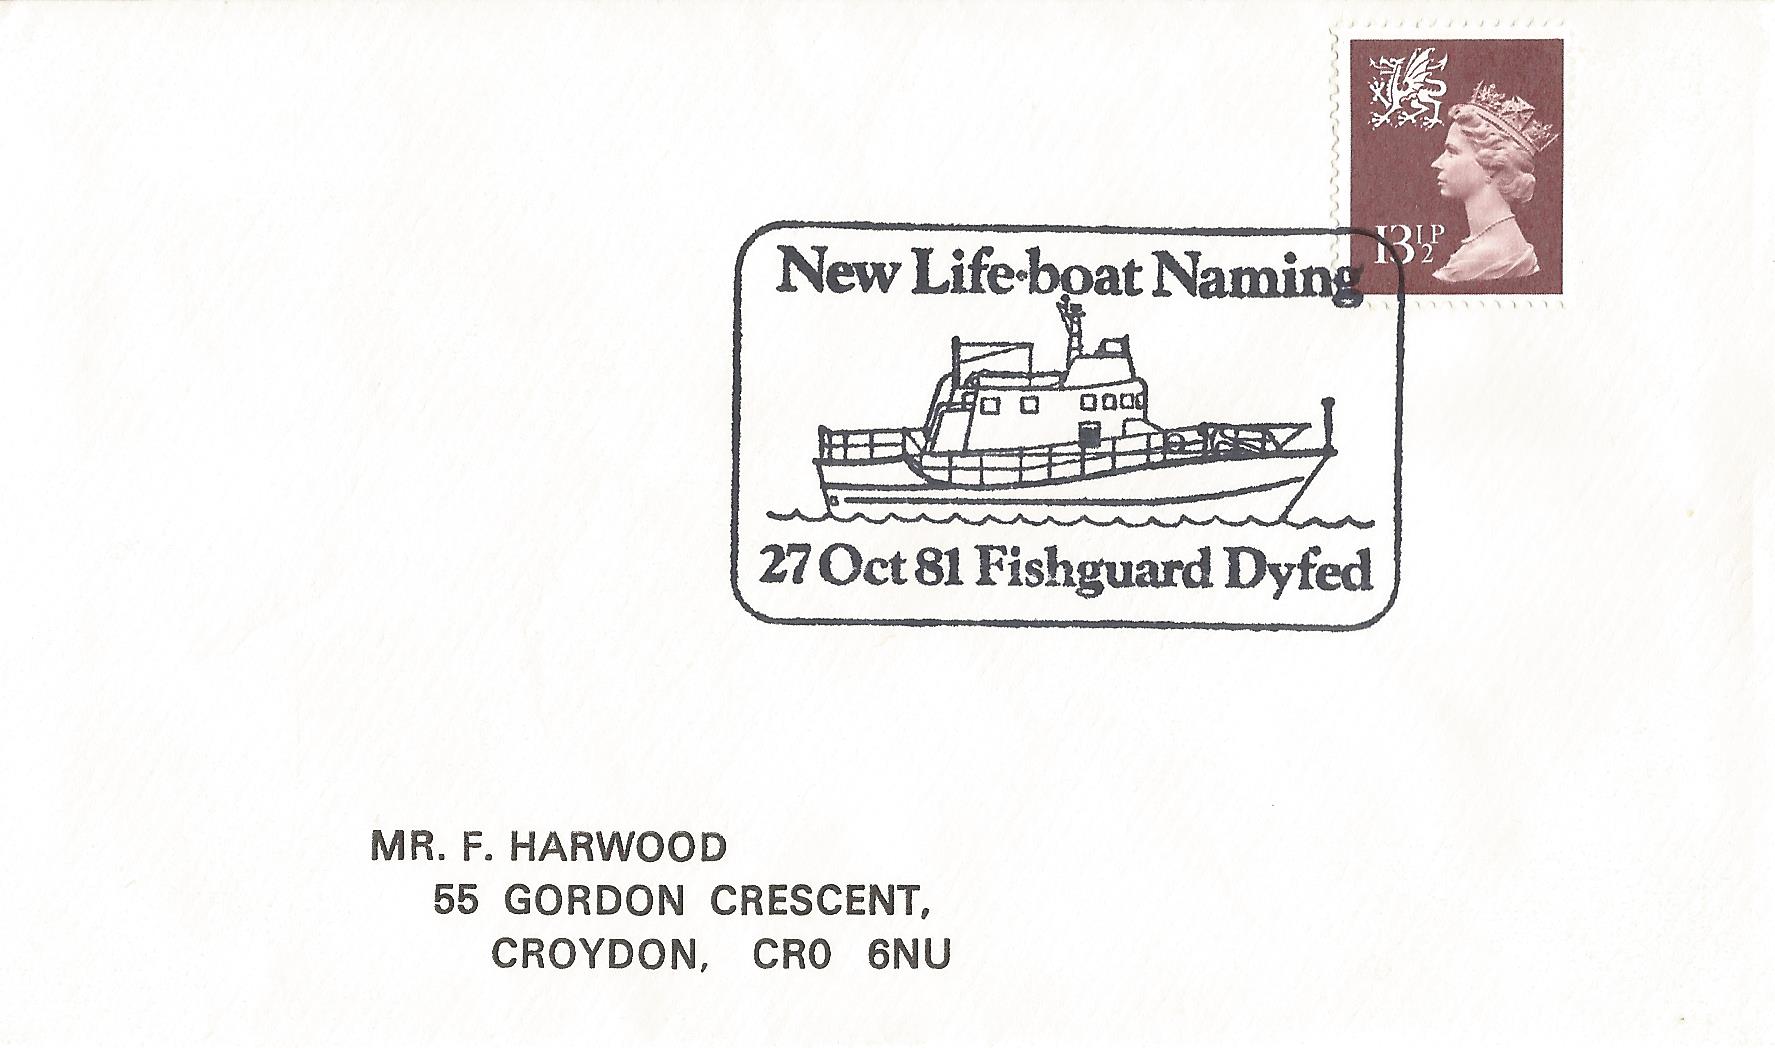 13½P
New Life-boat Naming
27 Oct 81 Fishguard Dyfed
MR. F. HARWOOD
55 GORDON CRESCENT,
CROYDON, CR0 6NU